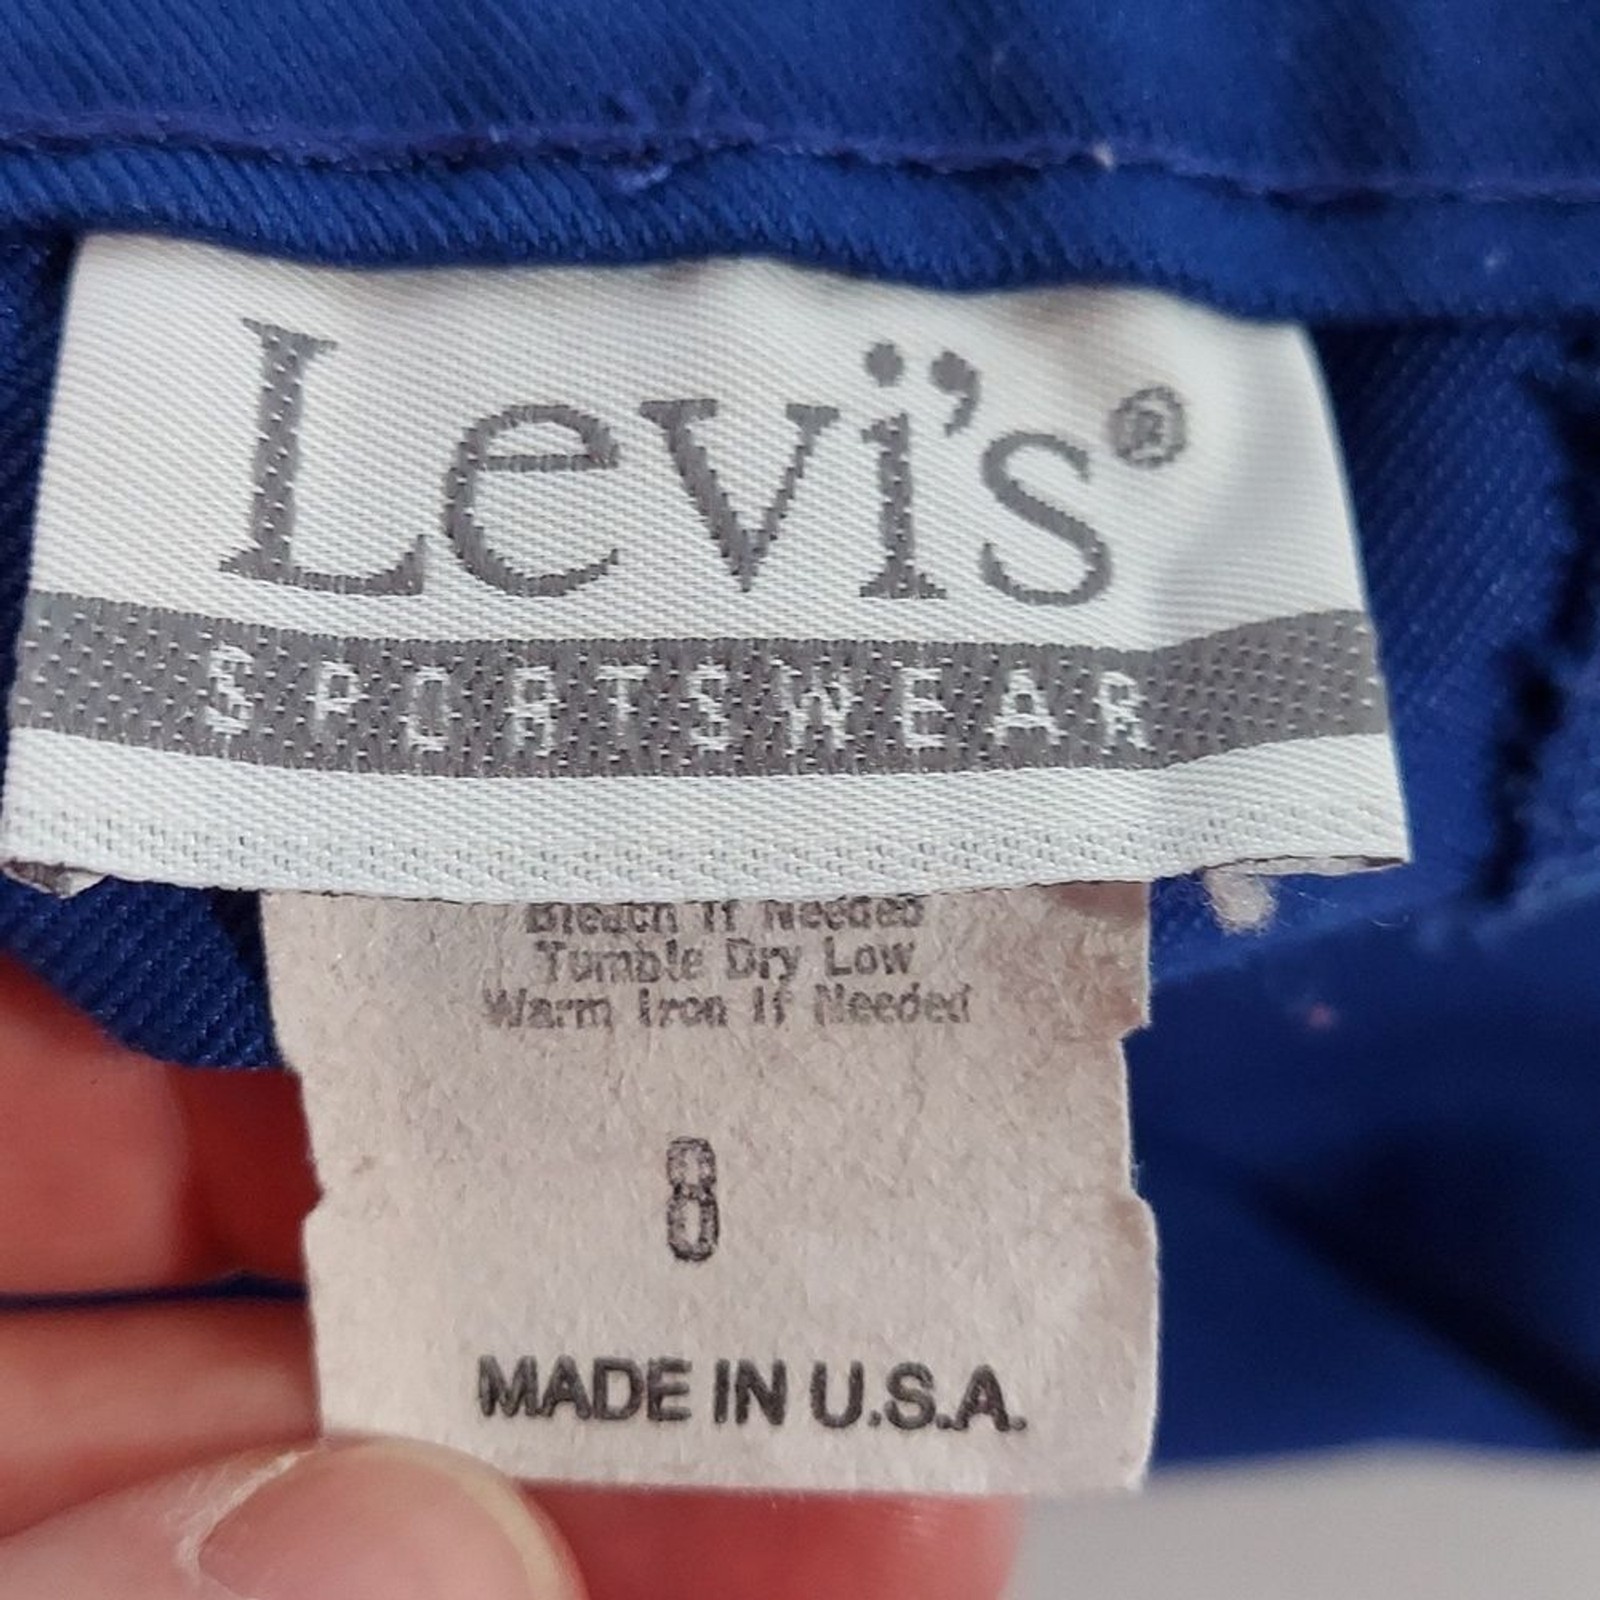 Levi's®
SPORTSWEAR
Bleach If Needed
Tumble Dry Low
Warm Iron If Needed
8
MADE IN U.S.A.